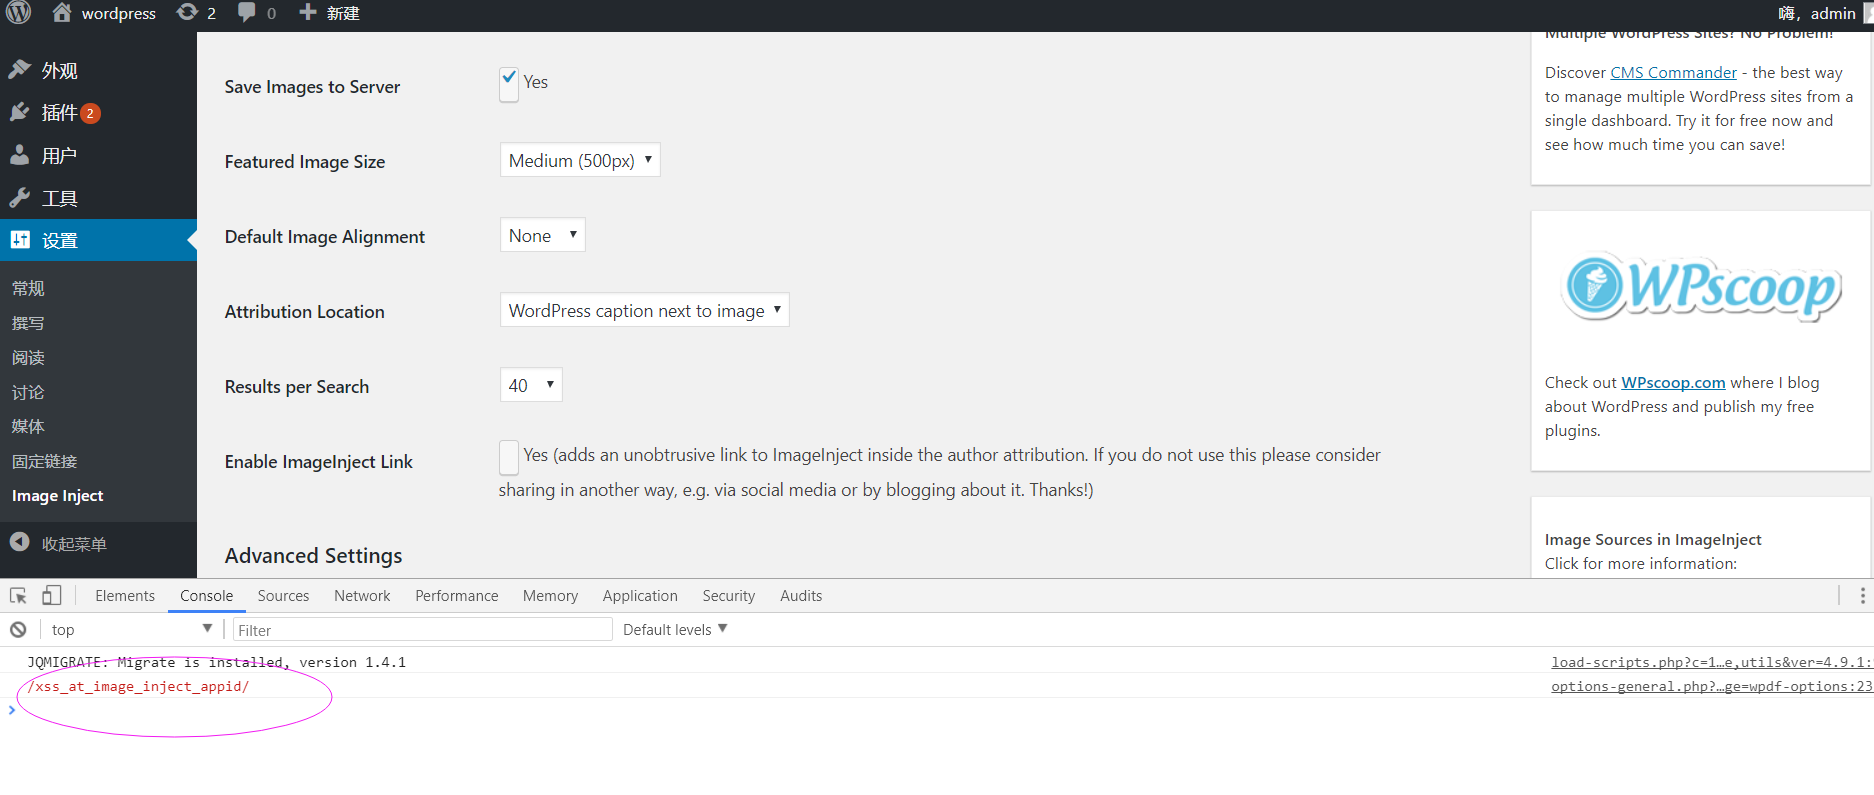 wordpress 2 0 新建 嗨，admin
外观
插件 2
用户
工具
设置
常规
撰写
阅读
讨论
媒体
固定链接
Image Inject
收起菜单
Save Images to Server Yes
Featured Image Size Medium (500px)
Default Image Alignment None
Attribution Location WordPress caption next to image
Results per Search 40
Enable ImageInject Link Yes (adds an unobtrusive link to ImageInject inside the author attribution. If you do not use this please consider
sharing in another way, e.g. via social media or by blogging about it. Thanks!)
Advanced Settings
Multiple WordPress Sites? No Problem!
Discover CMS Commander - the best way
to manage multiple WordPress sites from a
single dashboard. Try it for free now and
see how much time you can save!
WPscoop
Check out WPscoop.com where I blog
about WordPress and publish my free
plugins.
Image Sources in ImageInject
Click for more information:
Elements Console Sources Network Performance Memory Application Security Audits
top Filter Default levels
JQMIGRATE: Migrate is installed, version 1.4.1 load-scripts.php?c=1…e,utils&ver=4.9.1:
/xss_at_image_inject_appid/ options-general.php?…ge=wpdf-options:23